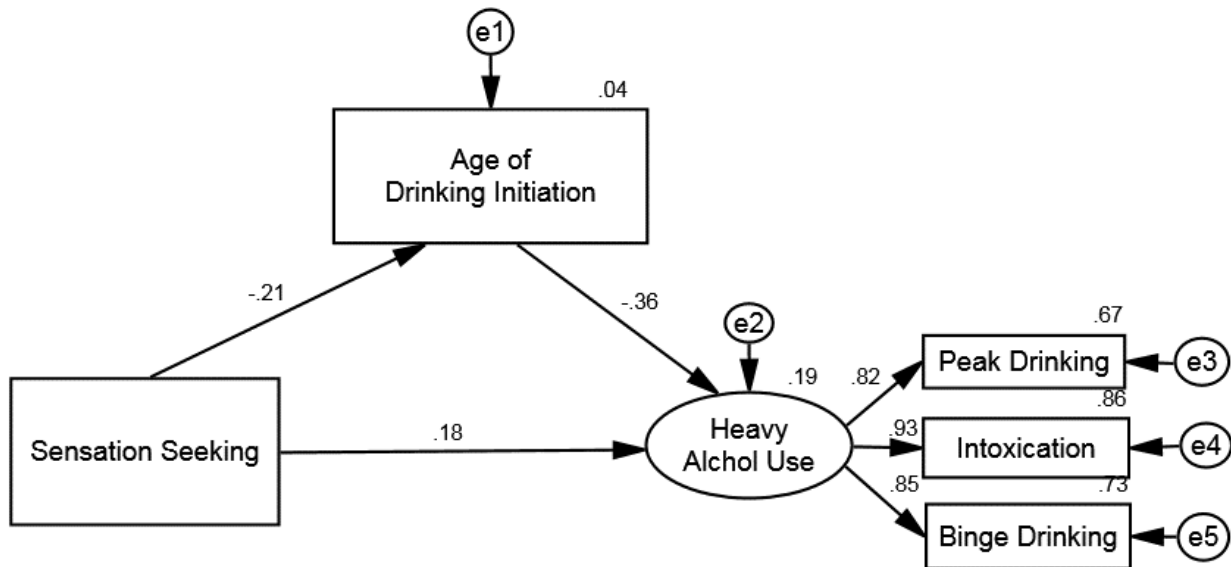 e1
.04
Age of
Drinking Initiation
-.21
-.36
e2
.67
Peak Drinking
e3
.19
.82
.86
Sensation Seeking
.18
Heavy
Alchol Use
.93
Intoxication
e4
.85
.73
Binge Drinking
e5